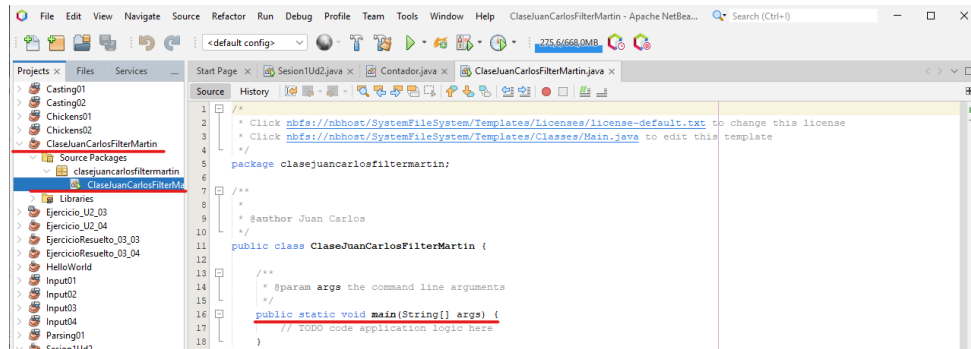 File Edit View Navigate Source Refactor Run Debug Profile Team Tools Window Help ClaseJuanCarlosFilterMartin - Apache NetBea... Search (Ctrl+I)
<default config> 275,6/668,0MB
Projects Files Services Start Page Sesion1Ud2.java Contador.java ClaseJuanCarlosFilterMartin.java
Source History
Casting01
Casting02
Chickens01
Chickens02
ClaseJuanCarlosFilterMartin
Source Packages
clasejuancarlosfiltermartin
ClaseJuanCarlosFilterMa
Libraries
Ejercicio_U2_03
Ejercicio_U2_04
EjercicioResuelto_03_03
EjercicioResuelto_03_04
HelloWorld
Input01
Input02
Input03
Input04
Parsing01
Sesion1Ud2
1 /*
2 * Click nbfs://nbhost/SystemFileSystem/Templates/Licenses/license-default.txt to change this license
3 * Click nbfs://nbhost/SystemFileSystem/Templates/Classes/Main.java to edit this template
4 */
5 package clasejuancarlosfiltermartin;
6
7 /**
8 *
9 * @author Juan Carlos
10 */
11 public class ClaseJuanCarlosFilterMartin {
12
13 /**
14 * @param args the command line arguments
15 */
16 public static void main(String[] args) {
17 // TODO code application logic here
18 }